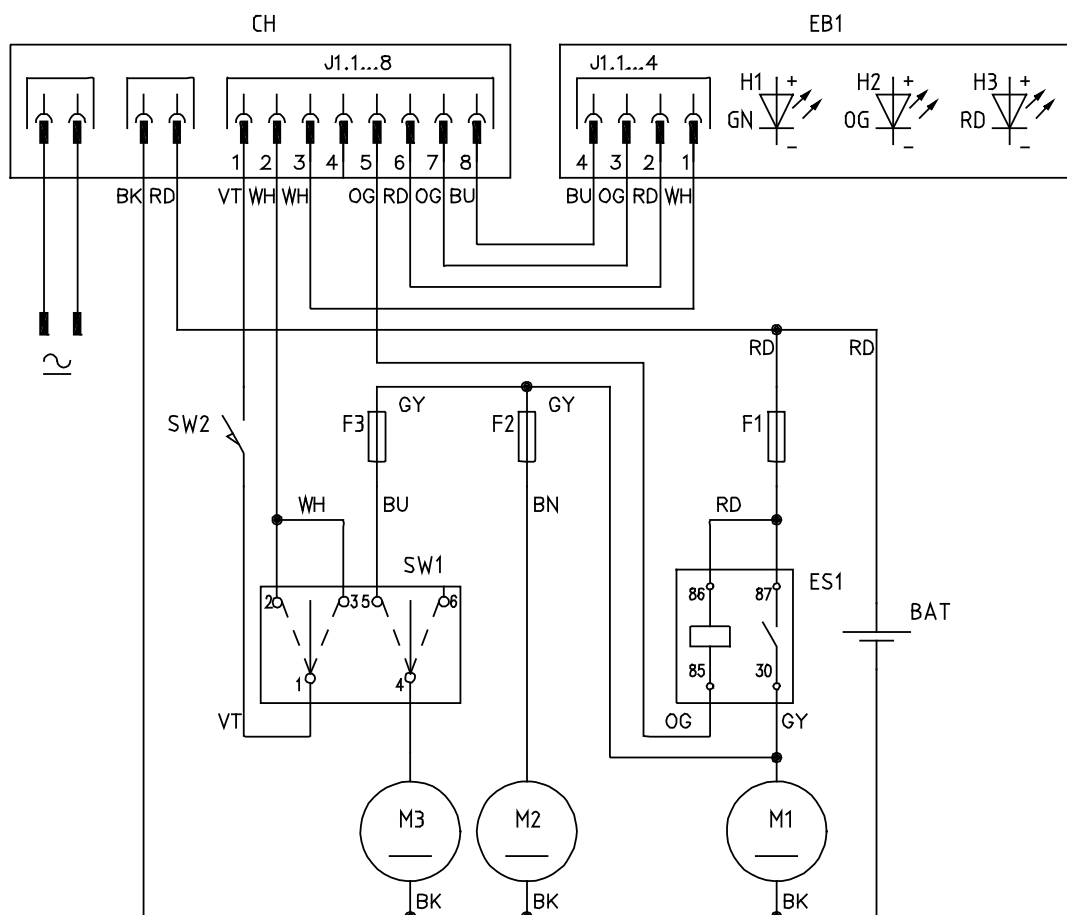 CH EB1
J1.1...8 J1.1...4 H1 + H2 + H3 +
GN OG RD
- - -
1 2 3 4 5 6 7 8 4 3 2 1
BK RD VT WH WH OG RD OG BU BU OG RD WH
RD RD
GY GY
SW2 F3 F2 F1
WH BU BN RD
SW1 ES1
2 3 5 6 86 87
BAT
1 4 85 30
VT OG GY
M3 M2 M1
BK BK BK